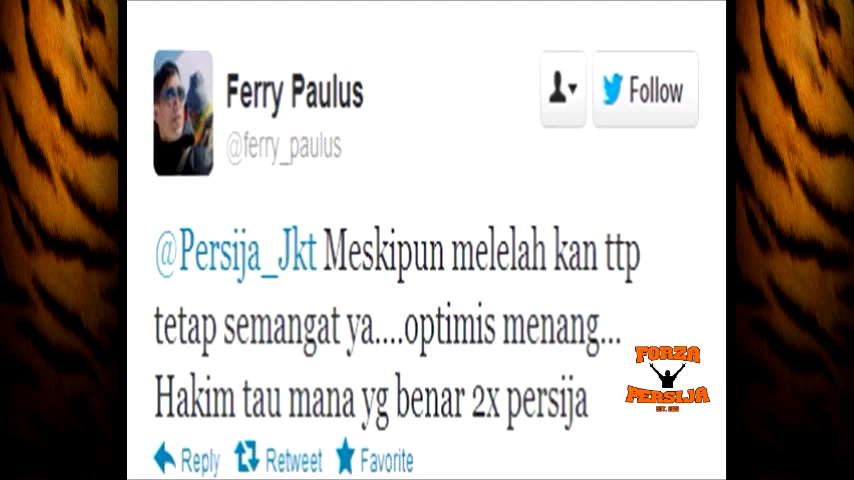 Ferry Paulus
@ferry_paulus
Follow
@Persija_Jkt Meskipun melelah kan ttp
tetap semangat ya....optimis menang...
Hakim tau mana yg benar 2x persija
FORZA
PERSIJA
Reply Retweet Favorite